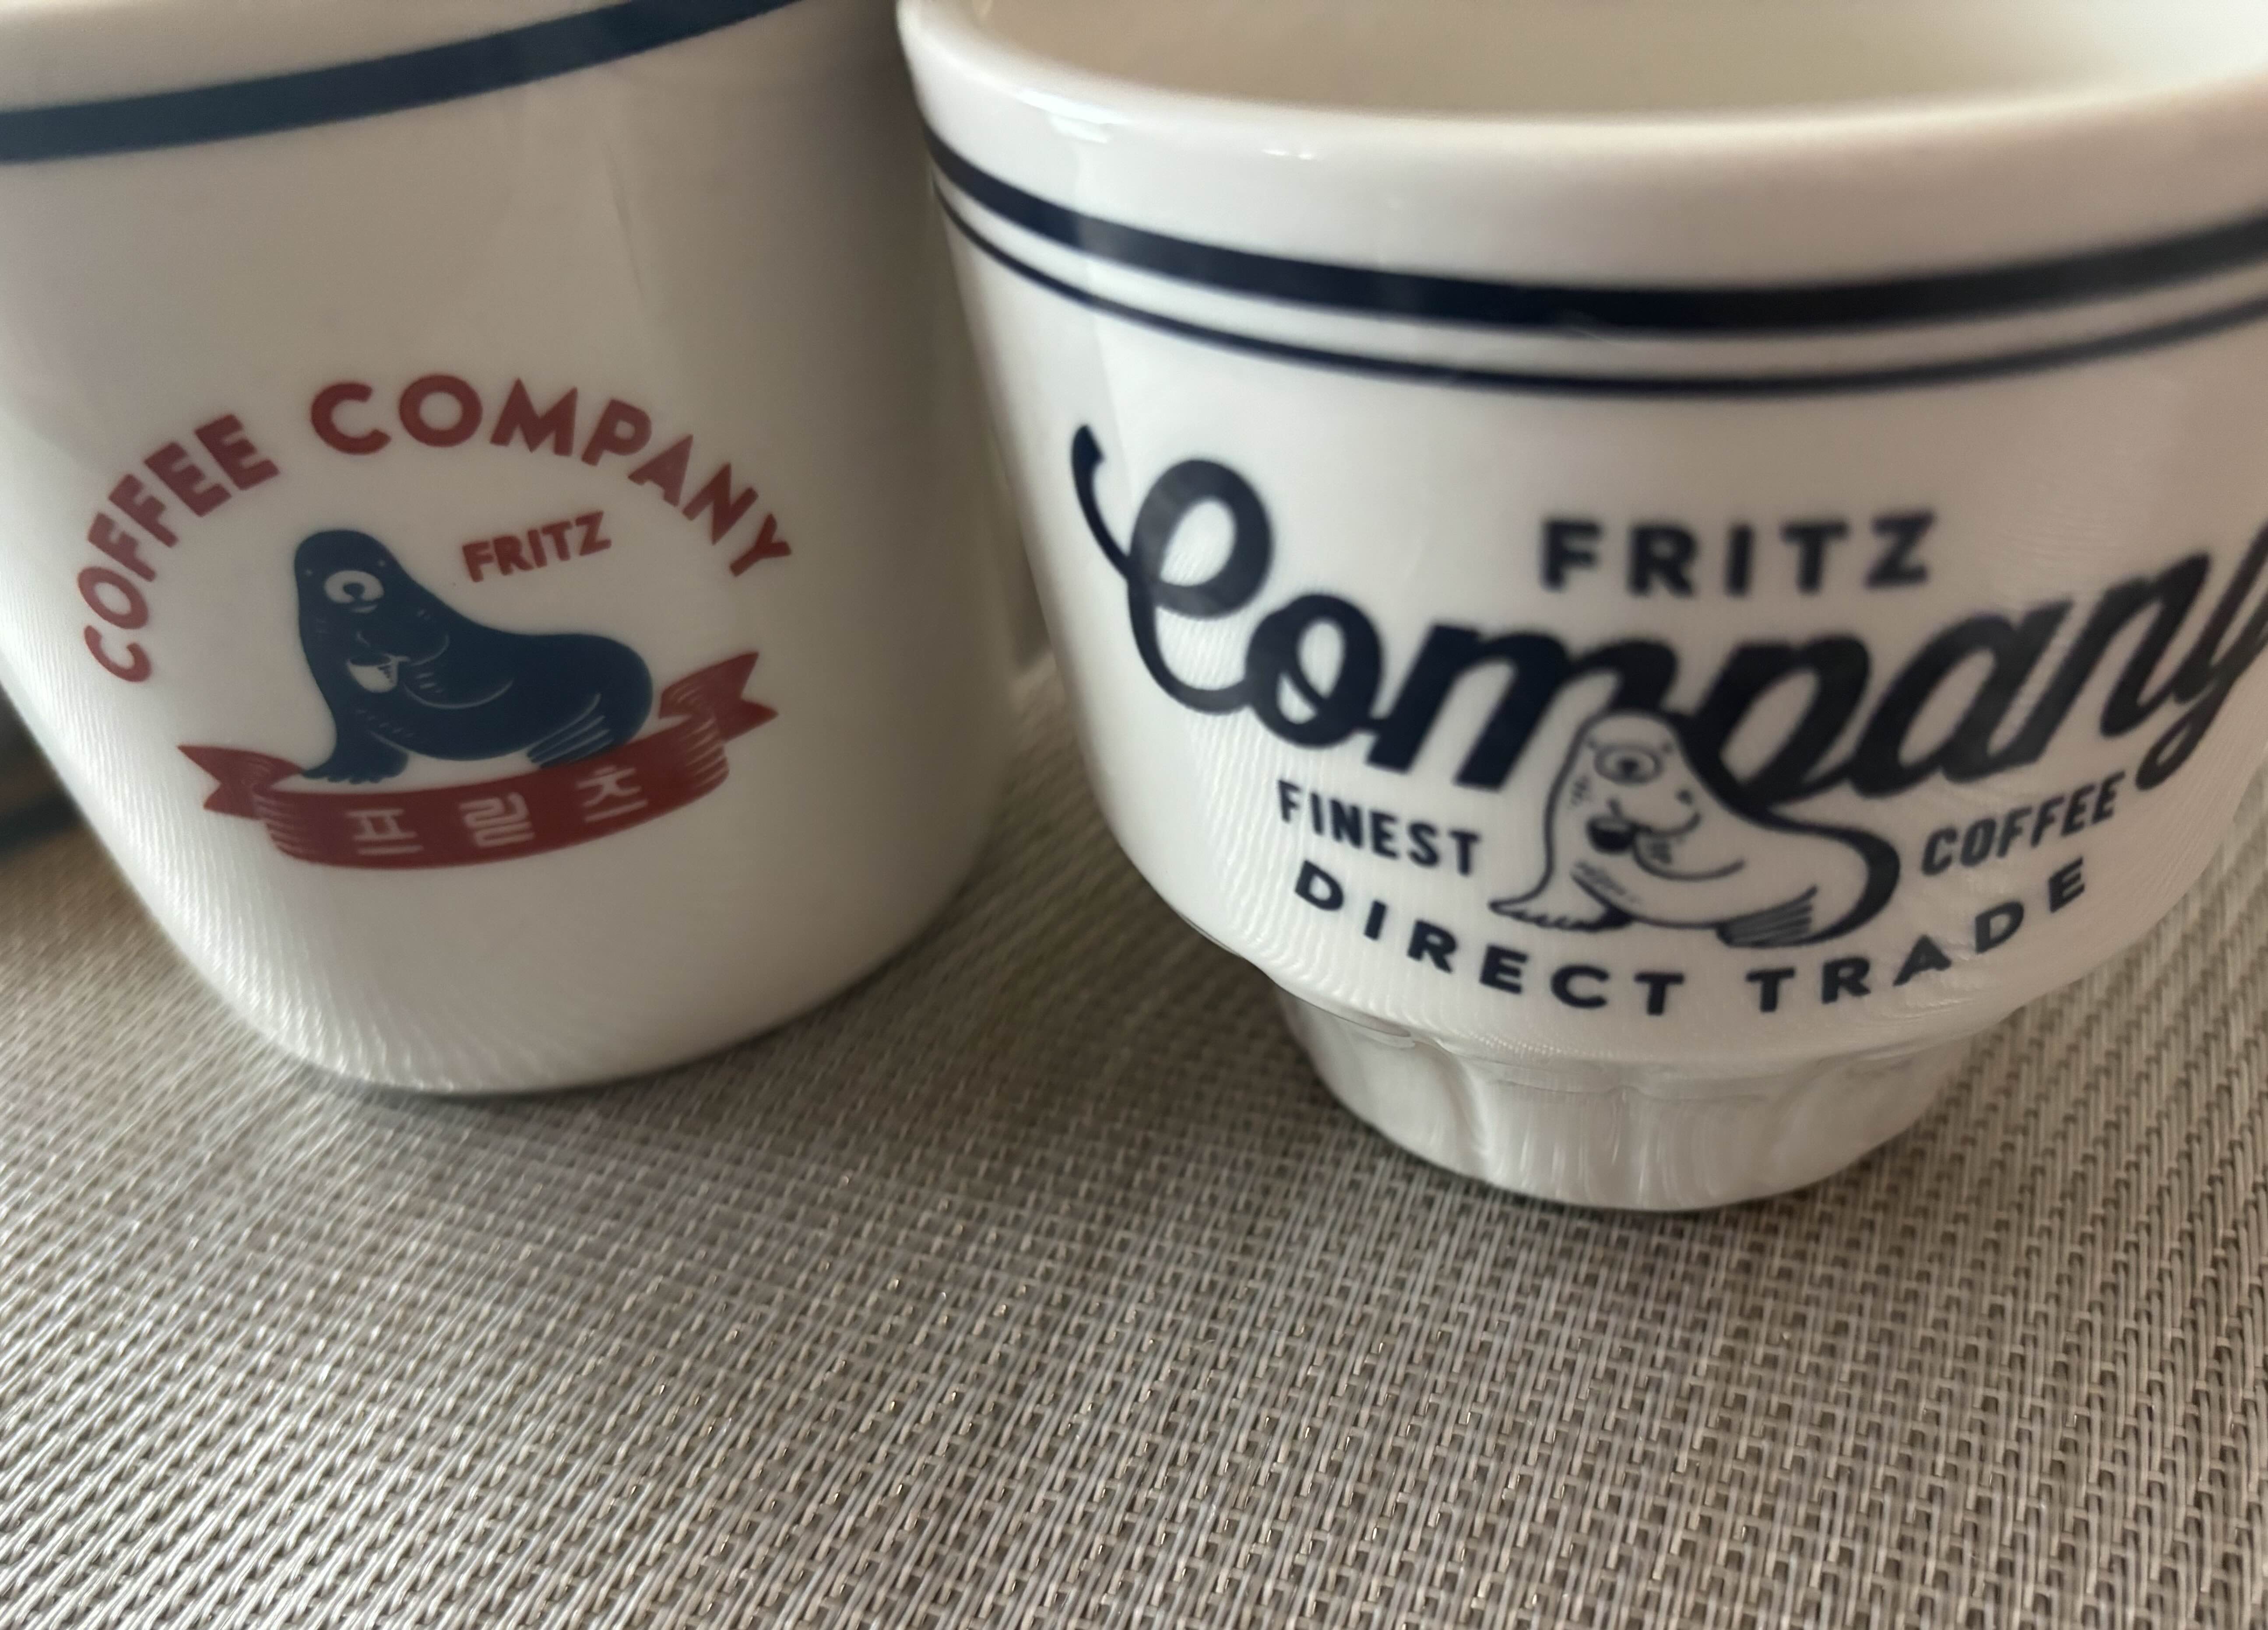 COFFEE COMPANY
FRITZ
프릳츠
FRITZ
Company
FINEST COFFEE
DIRECT TRADE